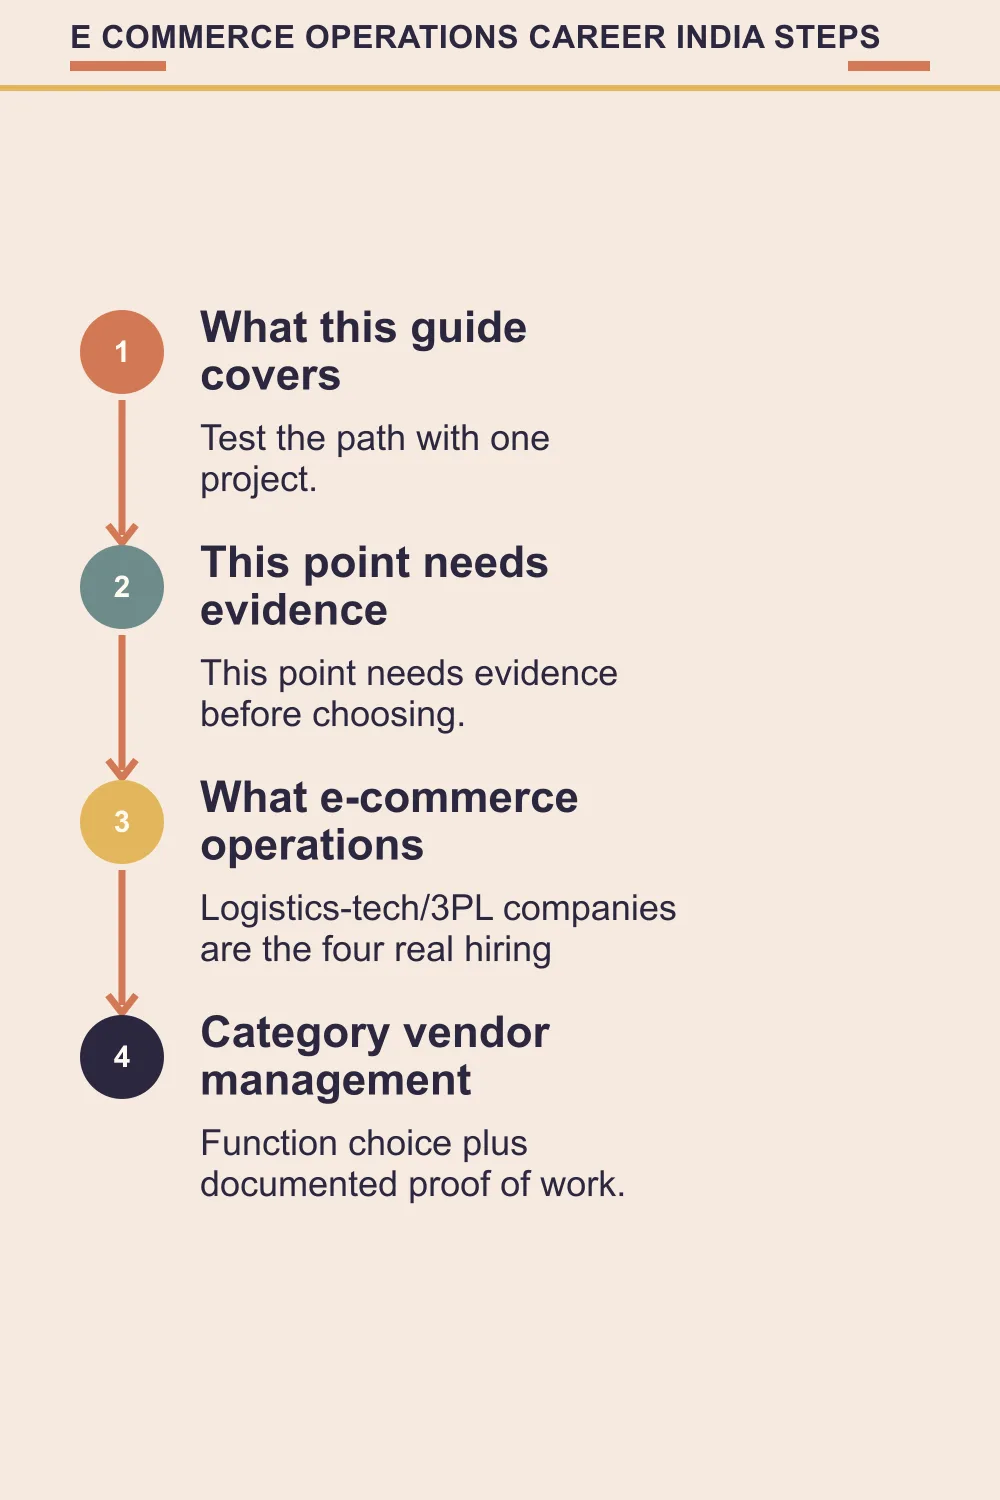 E COMMERCE OPERATIONS CAREER INDIA STEPS
1
What this guide
covers
Test the path with one
project.
2
This point needs
evidence
This point needs evidence
before choosing.
3
What e-commerce
operations
Logistics-tech/3PL companies
are the four real hiring
4
Category vendor
management
Function choice plus
documented proof of work.